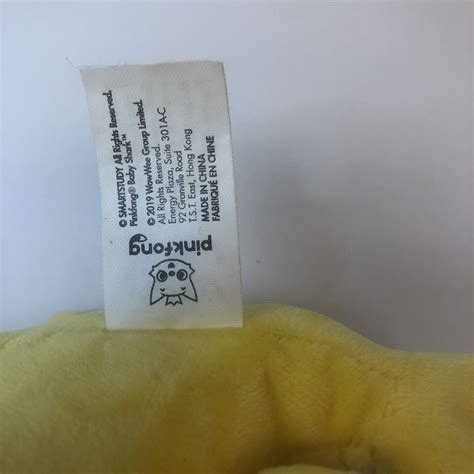 © SMARTSTUDY All Rights Reserved.
Pinkfong® Baby Shark™
© 2019 WowWee Group Limited.
All Rights Reserved.
Energy Plaza, Suite 301A-C
92 Granville Road
T.S.T. East, Hong Kong
MADE IN CHINA
FABRIQUÉ EN CHINE
pinkfong